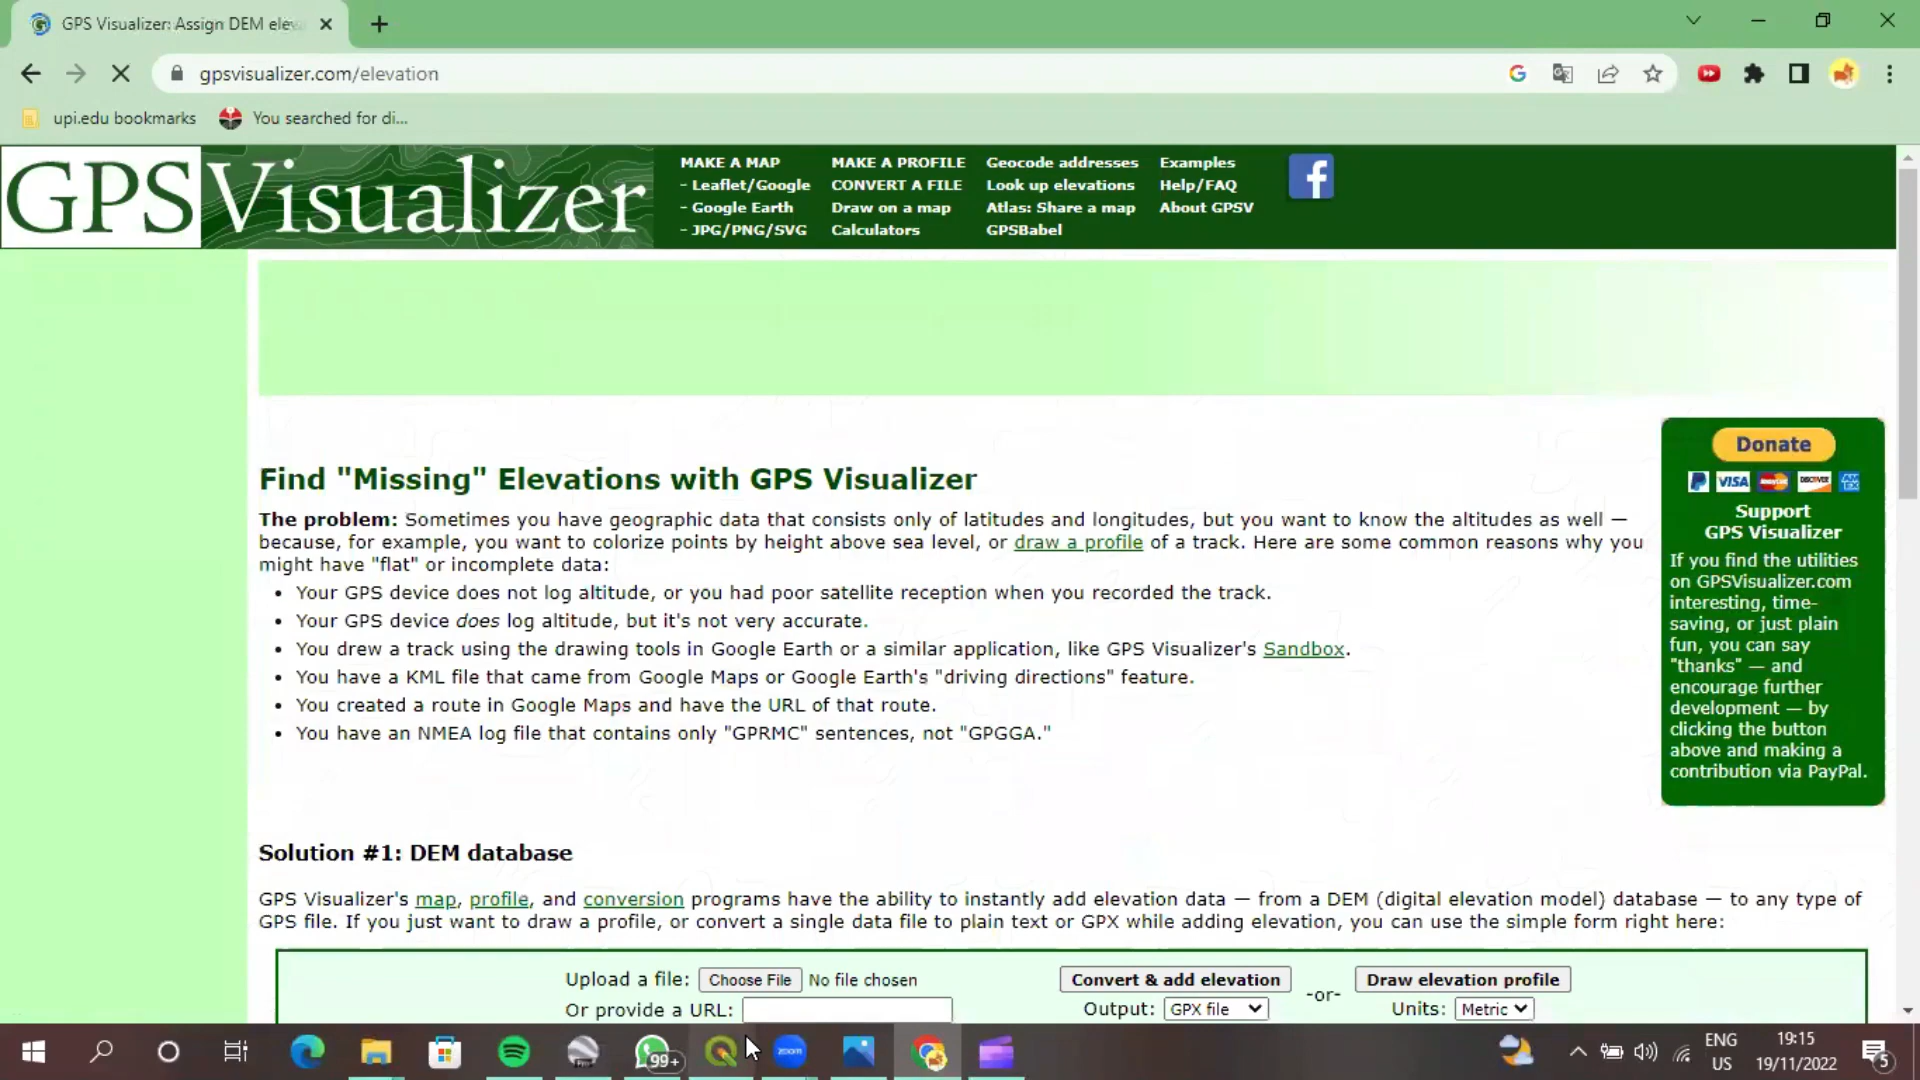 GPS Visualizer: Assign DEM elev
gpsvisualizer.com/elevation
upi.edu bookmarks
You searched for di...
GPSVisualizer
MAKE A MAP
- Leaflet/Google
- Google Earth
- JPG/PNG/SVG
MAKE A PROFILE
CONVERT A FILE
Draw on a map
Calculators
Geocode addresses
Look up elevations
Atlas: Share a map
GPSBabel
Examples
Help/FAQ
About GPSV
Find "Missing" Elevations with GPS Visualizer
The problem: Sometimes you have geographic data that consists only of latitudes and longitudes, but you want to know the altitudes as well —
because, for example, you want to colorize points by height above sea level, or draw a profile of a track. Here are some common reasons why you
might have "flat" or incomplete data:
• Your GPS device does not log altitude, or you had poor satellite reception when you recorded the track.
• Your GPS device does log altitude, but it's not very accurate.
• You drew a track using the drawing tools in Google Earth or a similar application, like GPS Visualizer's Sandbox.
• You have a KML file that came from Google Maps or Google Earth's "driving directions" feature.
• You created a route in Google Maps and have the URL of that route.
• You have an NMEA log file that contains only "GPRMC" sentences, not "GPGGA."
Donate
VISA
Support
GPS Visualizer
If you find the utilities
on GPSVisualizer.com
interesting, time-
saving, or just plain
fun, you can say
"thanks" — and
encourage further
development — by
clicking the button
above and making a
contribution via PayPal.
Solution #1: DEM database
GPS Visualizer's map, profile, and conversion programs have the ability to instantly add elevation data — from a DEM (digital elevation model) database — to any type of
GPS file. If you just want to draw a profile, or convert a single data file to plain text or GPX while adding elevation, you can use the simple form right here:
Upload a file: Choose File No file chosen
Or provide a URL:
Convert & add elevation
Output: GPX file
-or-
Draw elevation profile
Units: Metric
99+
zoom
ENG
US
19:15
19/11/2022
5